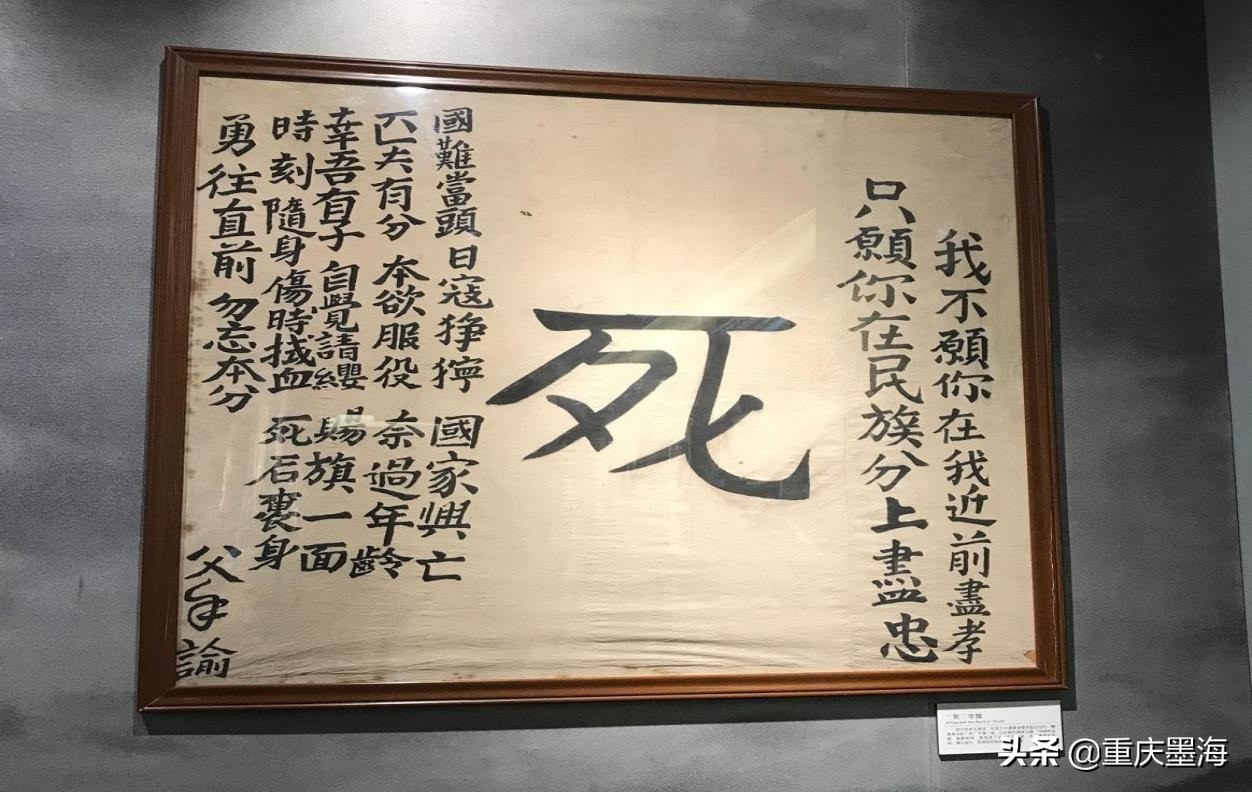 我不願你在我近前盡孝
只願你在民族分上盡忠
死
國難當頭 日寇猙獰 國家興亡
匹夫有分 本欲服役 奈過年齡
幸吾有子 自覺請纓 賜旗一面
時刻隨身 傷時拭血 死后裹身
勇往直前 勿忘本分
父手諭
“死”字旗
头条 @重庆墨海